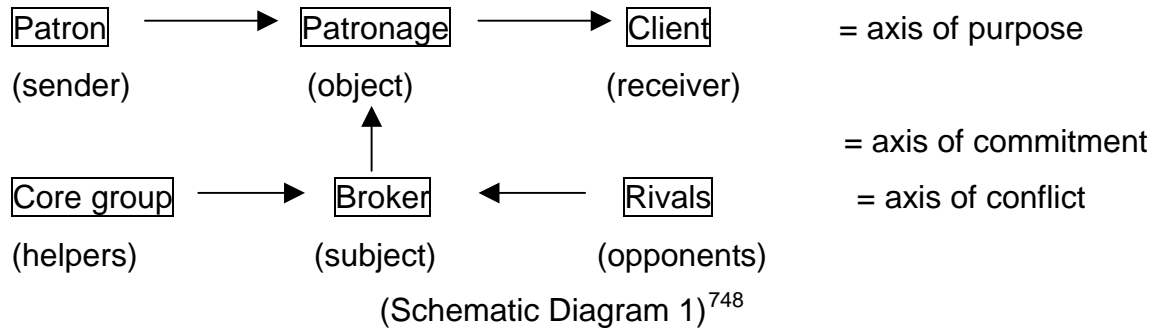 Patron Patronage Client = axis of purpose
(sender) (object) (receiver)
= axis of commitment
Core group Broker Rivals = axis of conflict
(helpers) (subject) (opponents)
(Schematic Diagram 1)748